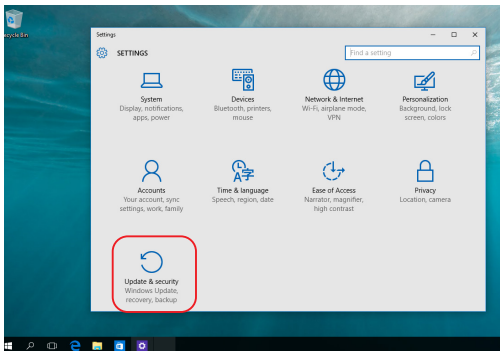 Recycle Bin
Settings
SETTINGS
Find a setting
System
Display, notifications,
apps, power
Devices
Bluetooth, printers,
mouse
Network & Internet
Wi-Fi, airplane mode,
VPN
Personalization
Background, lock
screen, colors
Accounts
Your account, sync
settings, work, family
Time & language
Speech, region, date
Ease of Access
Narrator, magnifier,
high contrast
Privacy
Location, camera
Update & security
Windows Update,
recovery, backup